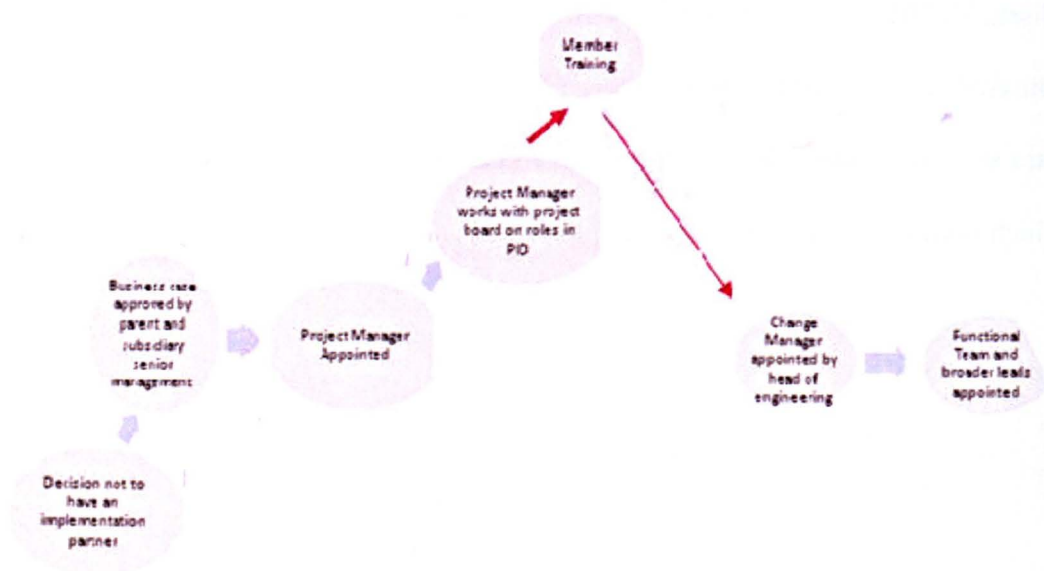 Member
Training
Project Manager
works with project
board on roles in
PID
Business case
approved by
parent and
subsidiary
senior
management
Project Manager
Appointed
Change
Manager
appointed by
head of
engineering
Functional
Team and
broader leads
appointed
Decision not to
have an
implementation
partner